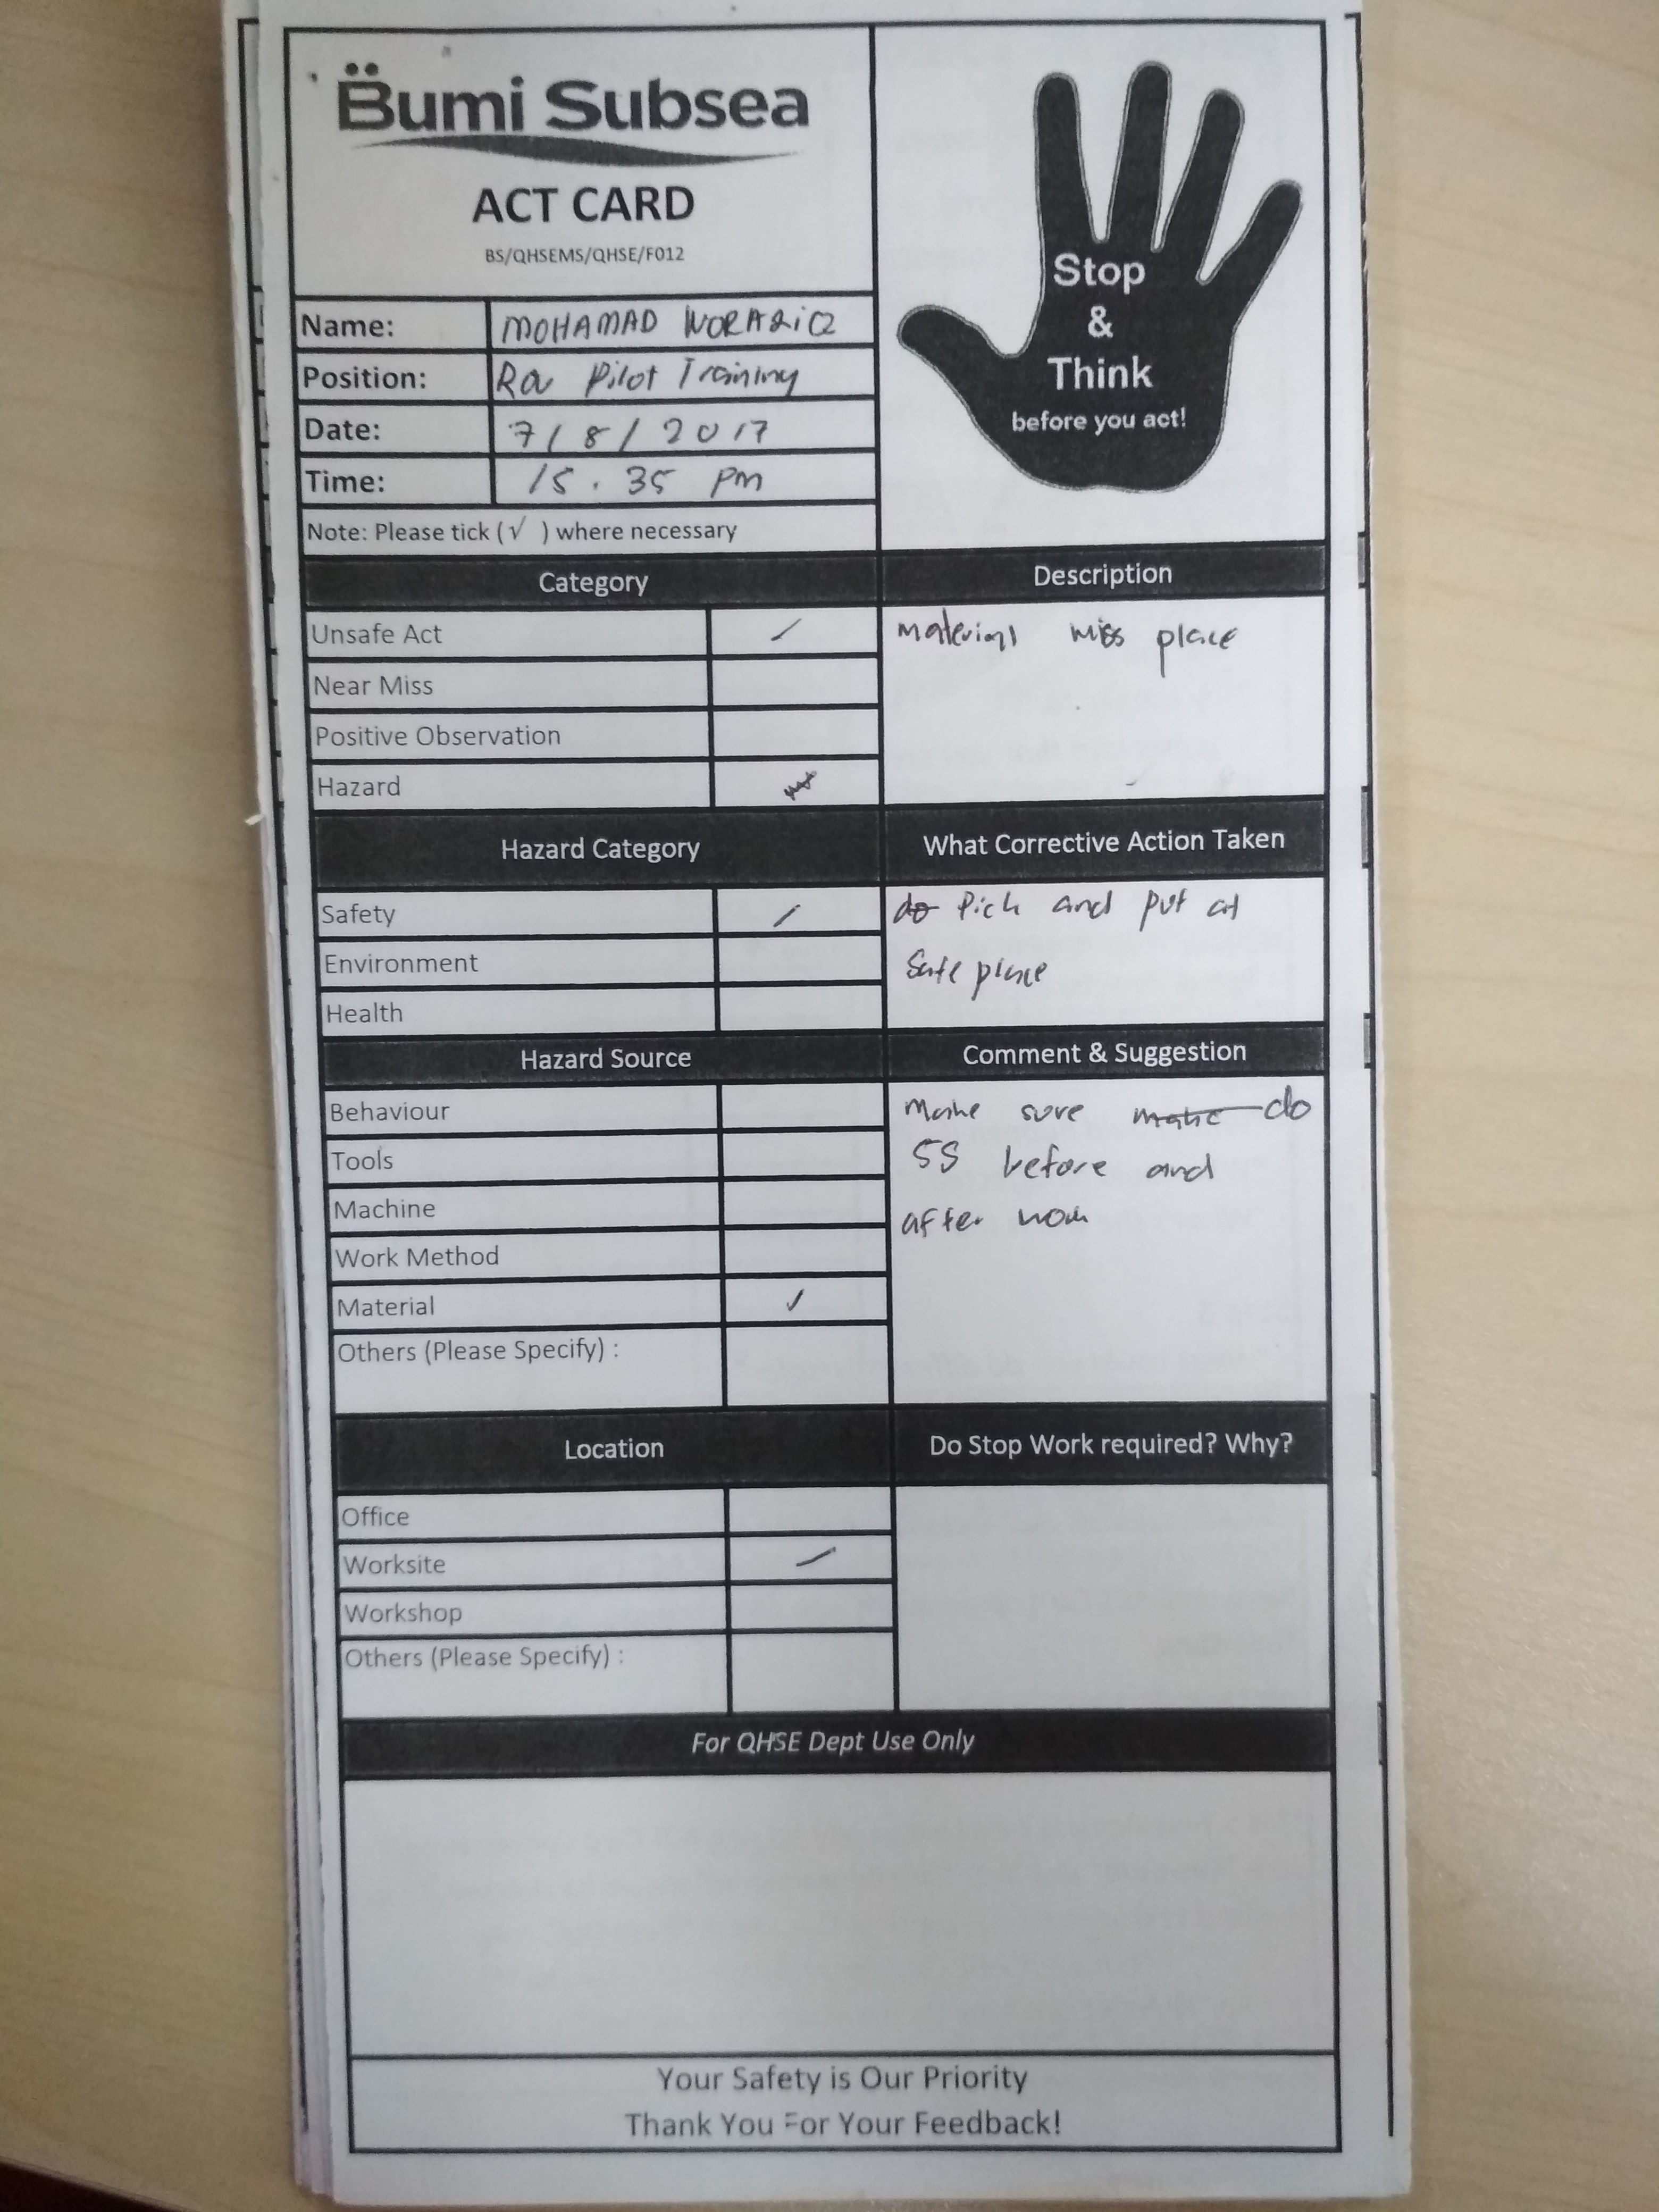 Bumi Subsea
ACT CARD
BS/QHSEMS/QHSE/F012
Stop
&
Think
before you act!
Name: MOHAMAD
Position: Pilot Training
Date: 7/8/2017
Time: 15.35 pm
Note: Please tick (√ ) where necessary
Category
Description
Unsafe Act
material miss place
Near Miss
Positive Observation
Hazard
Hazard Category
What Corrective Action Taken
Safety
do Pick and put at
safe place
Environment
Health
Hazard Source
Comment & Suggestion
Behaviour
Make sure make do
5S before and
after work
Tools
Machine
Work Method
Material ✓
Others (Please Specify) :
Location
Do Stop Work required? Why?
Office
Worksite
Workshop
Others (Please Specify) :
For QHSE Dept Use Only
Your Safety is Our Priority
Thank You For Your Feedback!